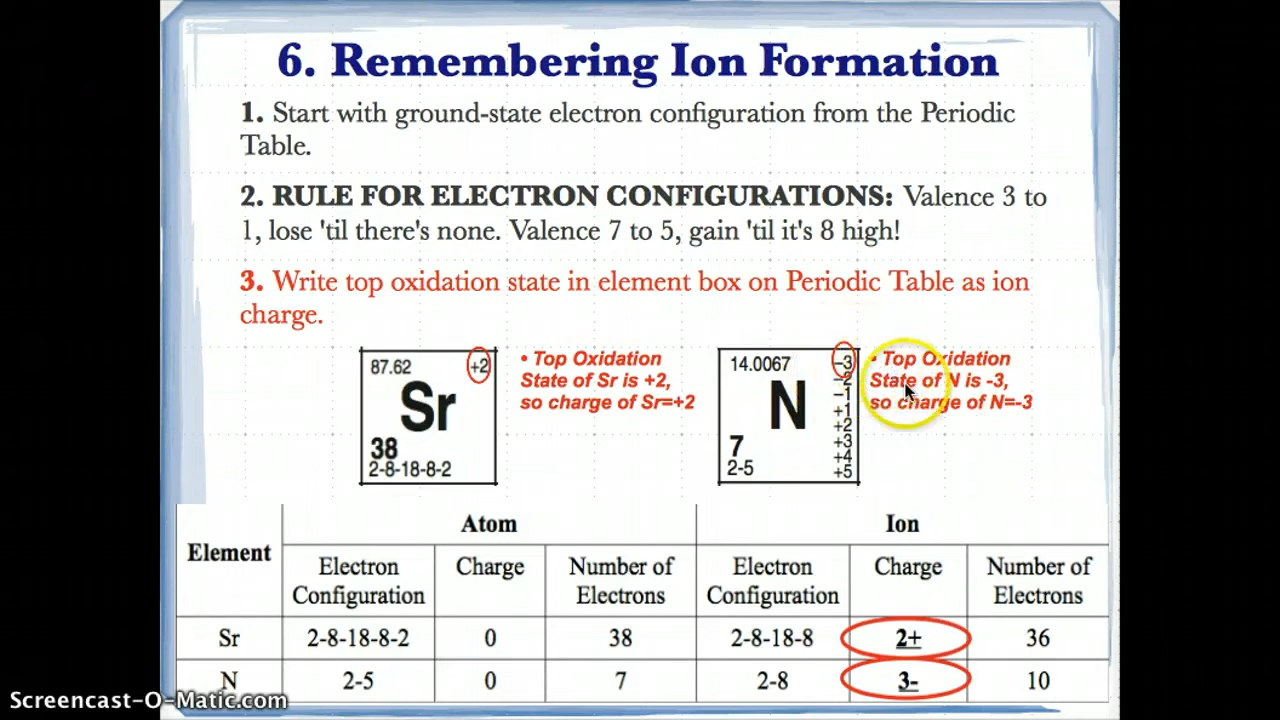 6. Remembering Ion Formation
1. Start with ground-state electron configuration from the Periodic
Table.
2. RULE FOR ELECTRON CONFIGURATIONS: Valence 3 to
1, lose 'til there's none. Valence 7 to 5, gain 'til it's 8 high!
3. Write top oxidation state in element box on Periodic Table as ion
charge.
87.62 +2
Sr
38
2-8-18-8-2
• Top Oxidation
State of Sr is +2,
so charge of Sr=+2
14.0067 –3
–2
–1
+1
+2
+3
+4
+5
N
7
2-5
• Top Oxidation
State of N is -3,
so charge of N=-3
Element Atom Ion
Electron Configuration Charge Number of Electrons Electron Configuration Charge Number of Electrons
Sr 2-8-18-8-2 0 38 2-8-18-8 2+ 36
N 2-5 0 7 2-8 3- 10
Screencast-O-Matic.com